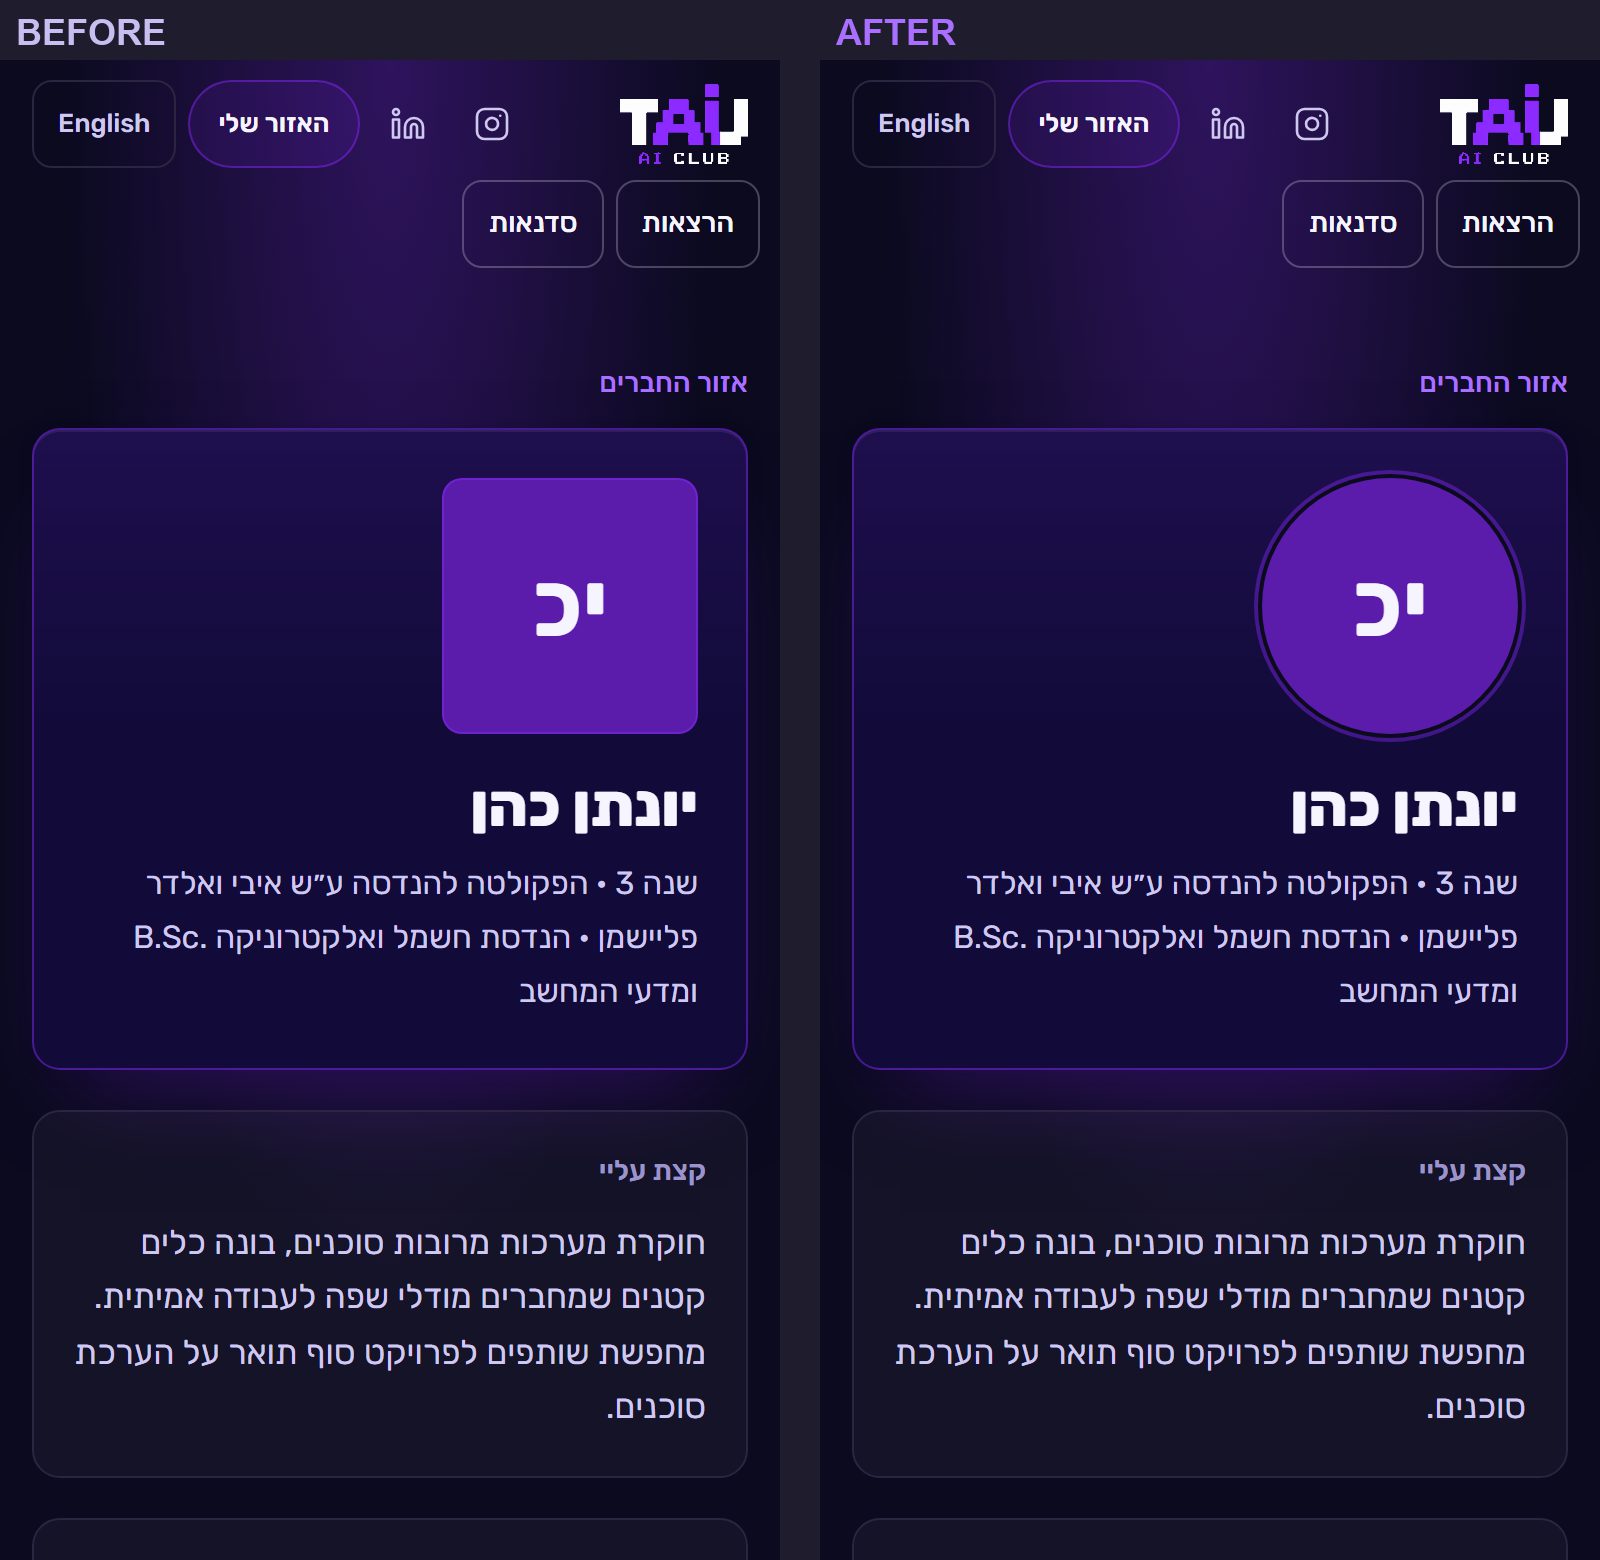 BEFORE
TAU
AI CLUB
האזור שלי
English
הרצאות
סדנאות
אזור החברים
יכ
יונתן כהן
שנה 3 • הפקולטה להנדסה ע״ש איבי ואלדר
פליישמן • הנדסת חשמל ואלקטרוניקה B.Sc.
ומדעי המחשב
קצת עליי
חוקרת מערכות מרובות סוכנים, בונה כלים
קטנים שמחברים מודלי שפה לעבודה אמיתית.
מחפשת שותפים לפרויקט סוף תואר על הערכת
סוכנים.
AFTER
TAU
AI CLUB
האזור שלי
English
הרצאות
סדנאות
אזור החברים
יכ
יונתן כהן
שנה 3 • הפקולטה להנדסה ע״ש איבי ואלדר
פליישמן • הנדסת חשמל ואלקטרוניקה B.Sc.
ומדעי המחשב
קצת עליי
חוקרת מערכות מרובות סוכנים, בונה כלים
קטנים שמחברים מודלי שפה לעבודה אמיתית.
מחפשת שותפים לפרויקט סוף תואר על הערכת
סוכנים.